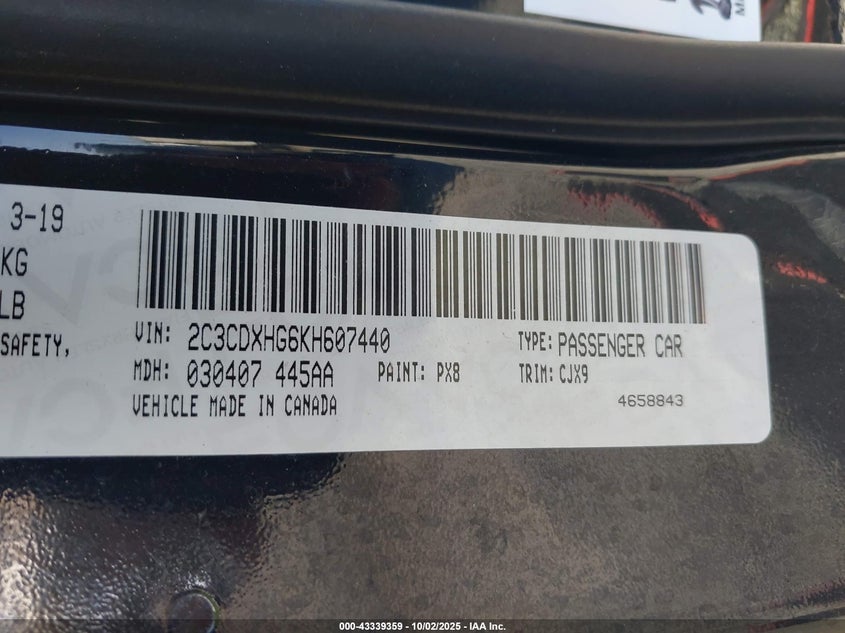 3-19
KG
LB
SAFETY,
VIN: 2C3CDXHG6KH607440
TYPE: PASSENGER CAR
MDH: 030407 445AA
PAINT: PX8
TRIM: CJX9
VEHICLE MADE IN CANADA
4658843
000-43339359 - 10/02/2025 - IAA Inc.